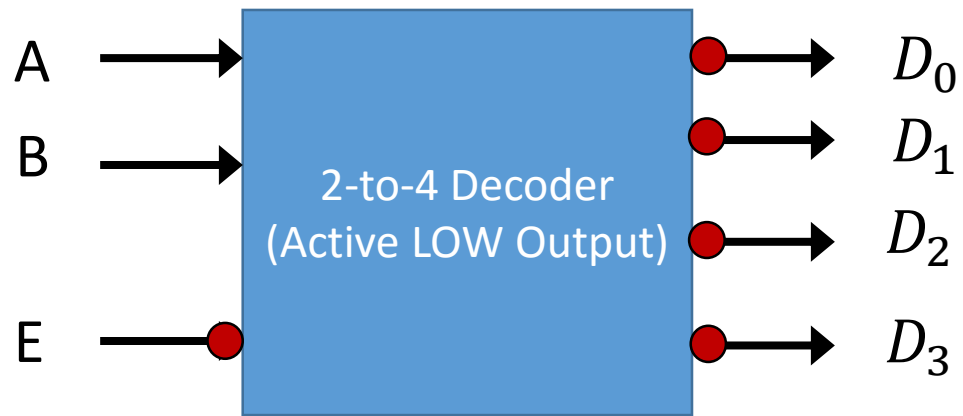 A
B
E
2-to-4 Decoder
(Active LOW Output)
D₀
D₁
D₂
D₃